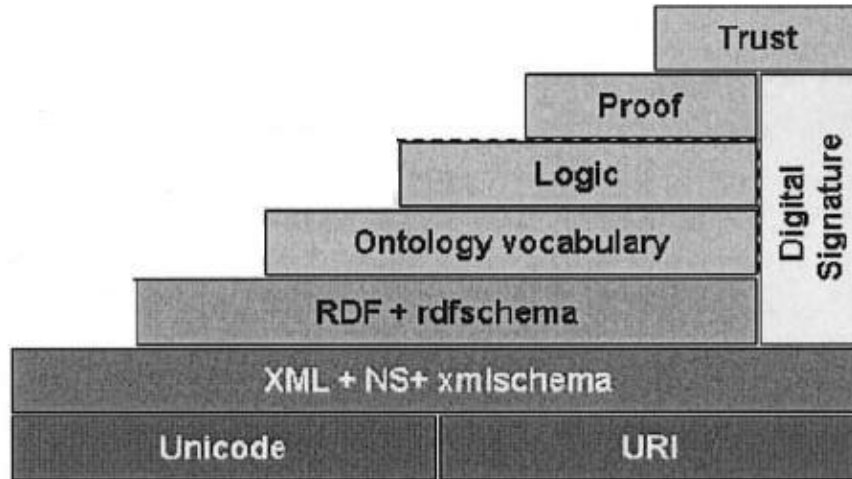 Trust
Proof
Logic
Ontology vocabulary
RDF + rdfschema
Digital
Signature
XML + NS+ xmlschema
Unicode
URI